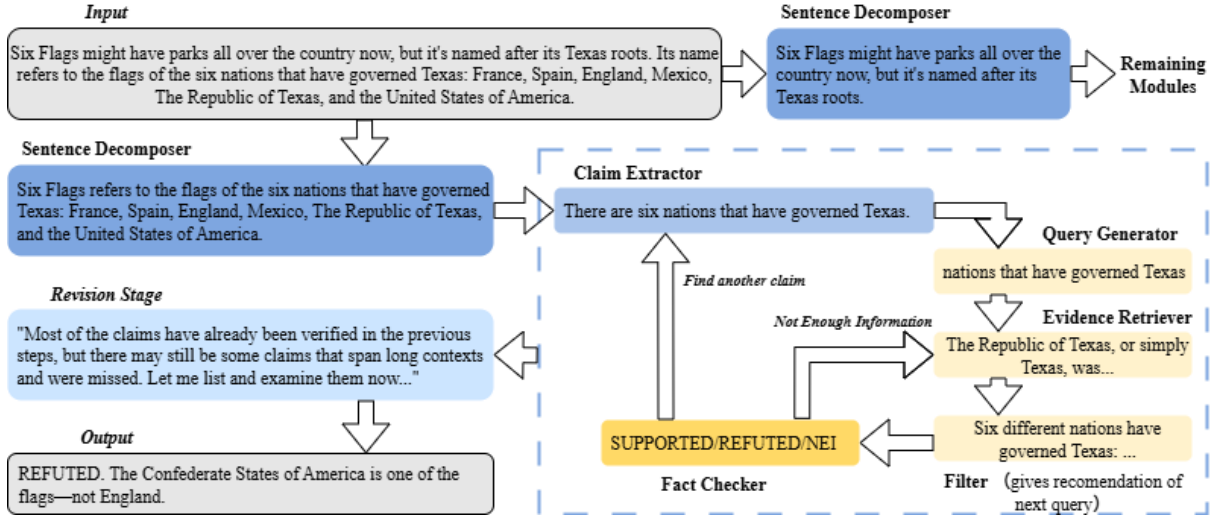 Input
Six Flags might have parks all over the country now, but it's named after its Texas roots. Its name
refers to the flags of the six nations that have governed Texas: France, Spain, England, Mexico,
The Republic of Texas, and the United States of America.
Sentence Decomposer
Six Flags might have parks all over the
country now, but it's named after its
Texas roots.
Remaining
Modules
Sentence Decomposer
Six Flags refers to the flags of the six nations that have governed
Texas: France, Spain, England, Mexico, The Republic of Texas,
and the United States of America.
Claim Extractor
There are six nations that have governed Texas.
Query Generator
nations that have governed Texas
Find another claim
Not Enough Information
Evidence Retriever
The Republic of Texas, or simply
Texas, was...
Six different nations have
governed Texas: ...
Filter (gives recomendation of
next query)
SUPPORTED/REFUTED/NEI
Fact Checker
Revision Stage
"Most of the claims have already been verified in the previous
steps, but there may still be some claims that span long contexts
and were missed. Let me list and examine them now..."
Output
REFUTED. The Confederate States of America is one of the
flags—not England.